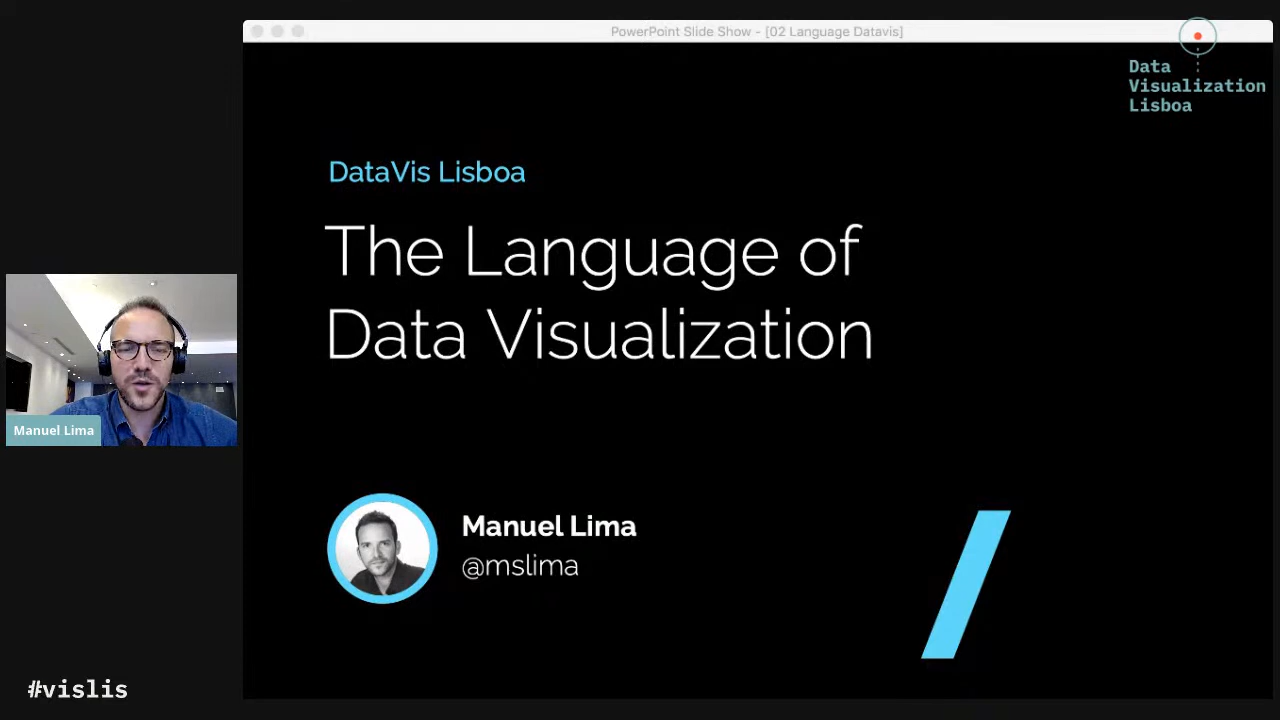 PowerPoint Slide Show - [02 Language Datavis]
Data
Visualization
Lisboa
DataVis Lisboa
The Language of
Data Visualization
Manuel Lima
Manuel Lima
@mslima
#vislis